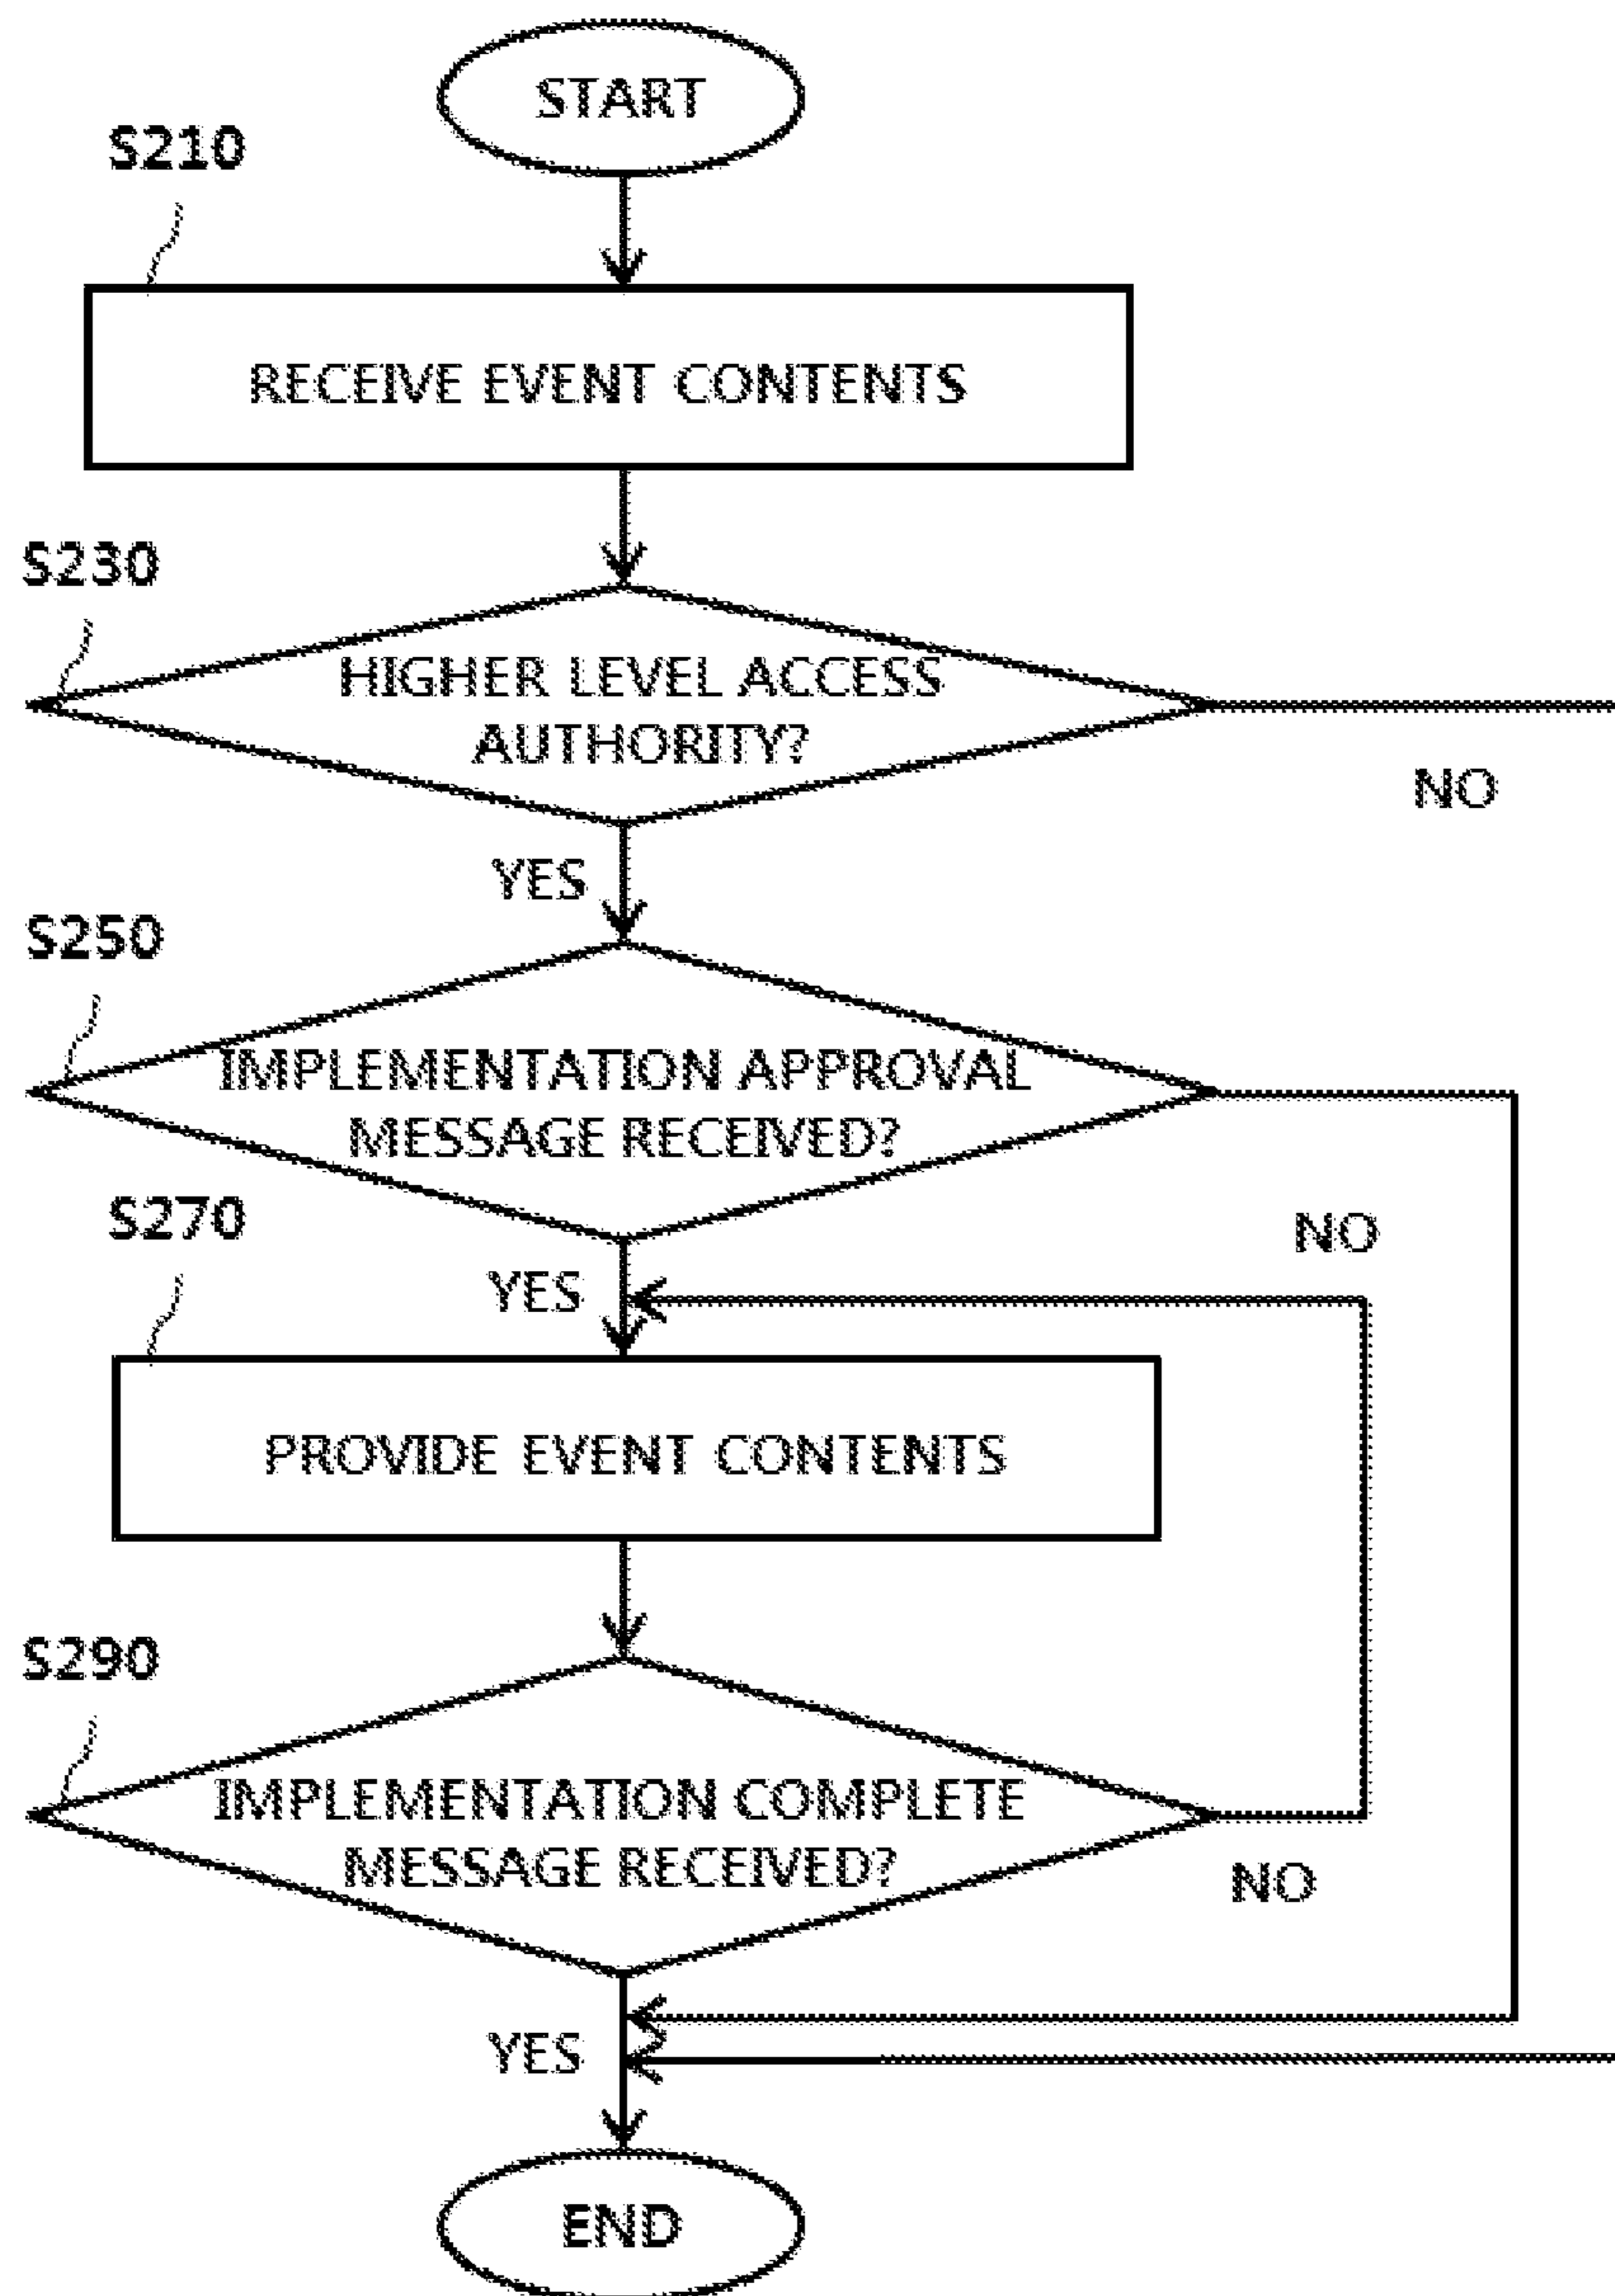 START
S210
RECEIVE EVENT CONTENTS
S230
HIGHER LEVEL ACCESS
AUTHORITY?
NO
YES
S250
IMPLEMENTATION APPROVAL
MESSAGE RECEIVED?
S270
NO
YES
PROVIDE EVENT CONTENTS
S290
IMPLEMENTATION COMPLETE
MESSAGE RECEIVED?
NO
YES
END